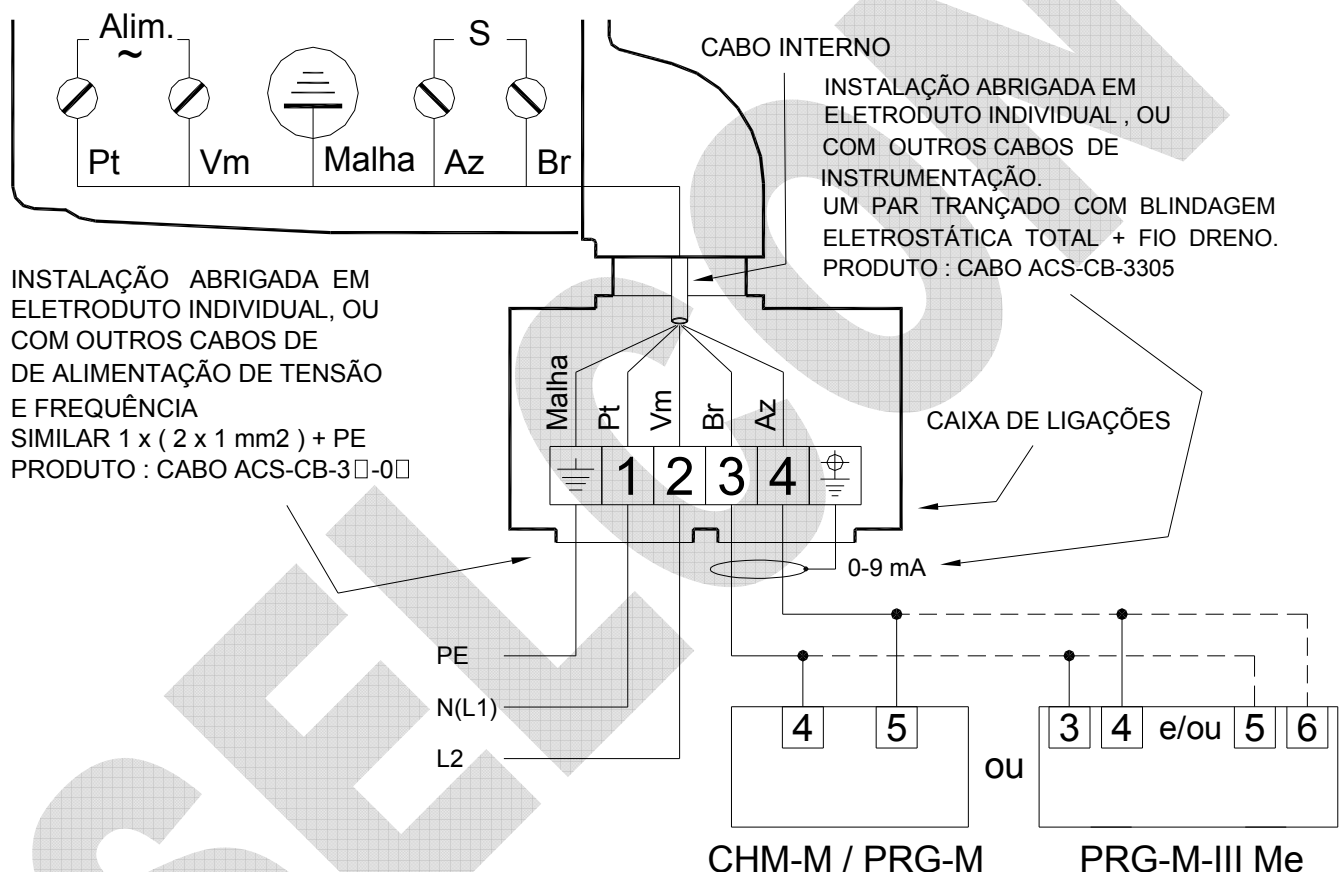 Alim.
~
S
Pt
Vm
Malha
Az
Br
CABO INTERNO
INSTALAÇÃO ABRIGADA EM
ELETRODUTO INDIVIDUAL , OU
COM OUTROS CABOS DE
INSTRUMENTAÇÃO.
UM PAR TRANÇADO COM BLINDAGEM
ELETROSTÁTICA TOTAL + FIO DRENO.
PRODUTO : CABO ACS-CB-3305
INSTALAÇÃO ABRIGADA EM
ELETRODUTO INDIVIDUAL, OU
COM OUTROS CABOS DE
DE ALIMENTAÇÃO DE TENSÃO
E FREQUÊNCIA
SIMILAR 1 x ( 2 x 1 mm2 ) + PE
PRODUTO : CABO ACS-CB-3□-0□
Malha
Pt
Vm
Br
Az
1 2 3 4
CAIXA DE LIGAÇÕES
0-9 mA
PE
N(L1)
L2
4 5
ou
3 4 e/ou 5 6
CHM-M / PRG-M
PRG-M-III Me
SELCON